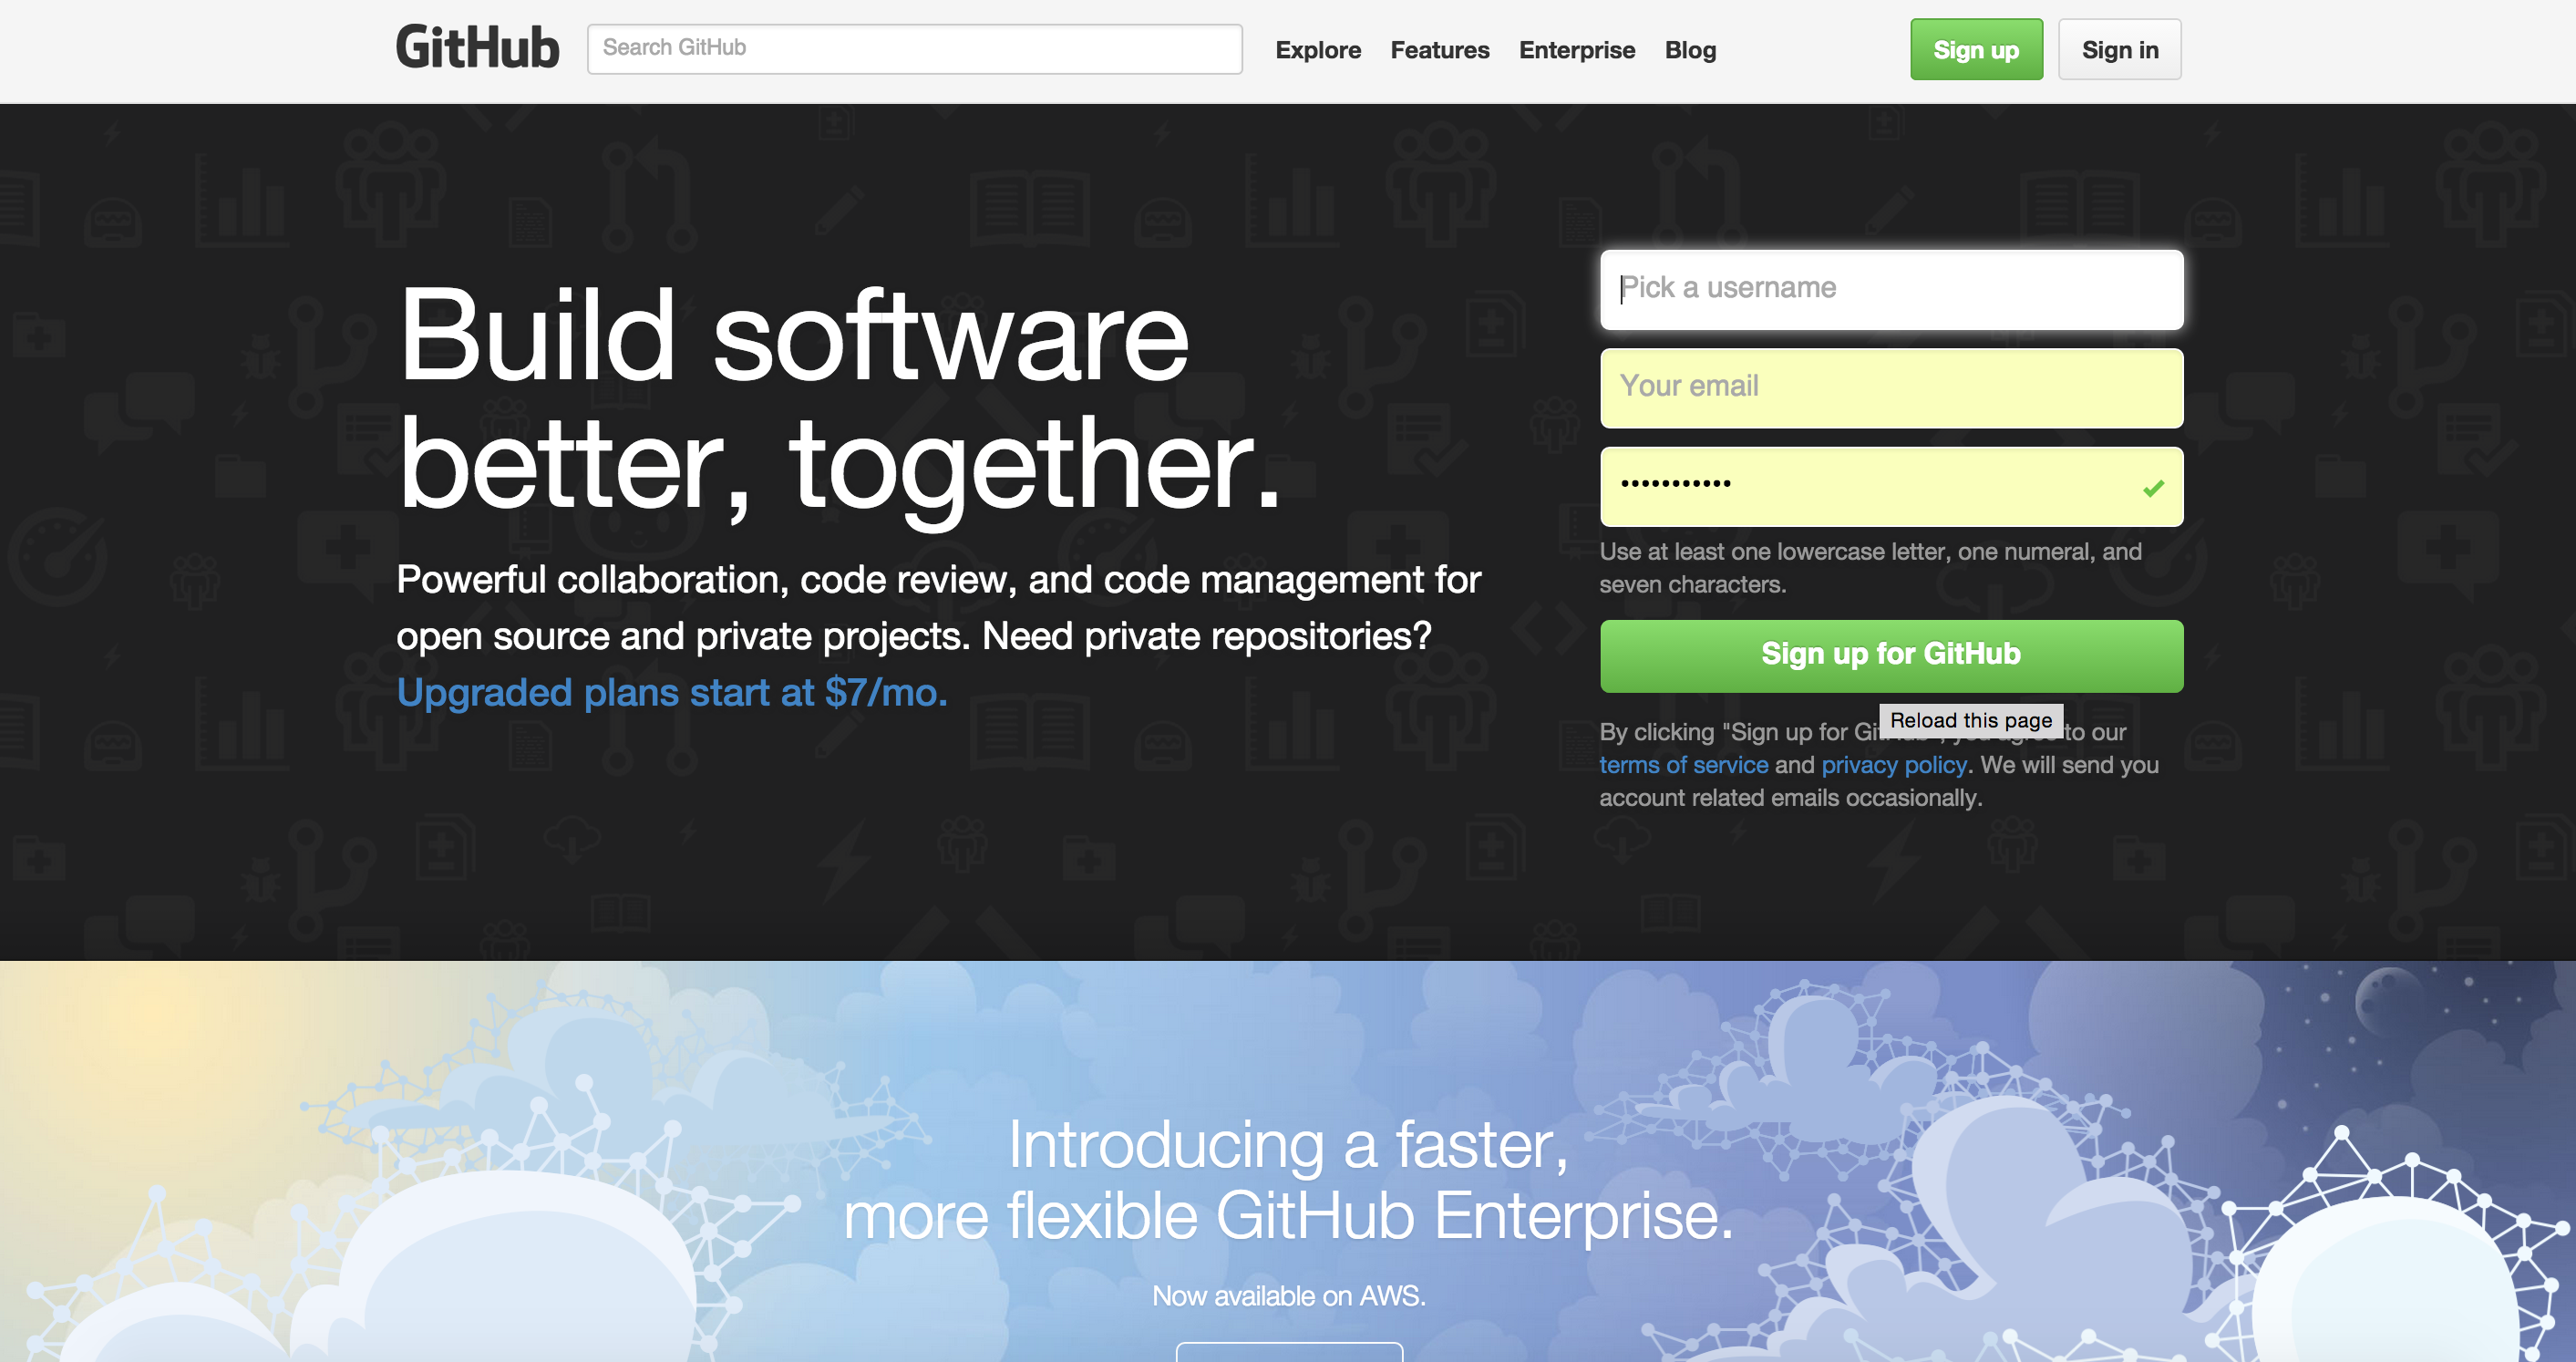 GitHub
Search GitHub
Explore Features Enterprise Blog
Sign up
Sign in
Build software
better, together.
Powerful collaboration, code review, and code management for
open source and private projects. Need private repositories?
Upgraded plans start at $7/mo.
Pick a username
Your email
•••••••••••
Use at least one lowercase letter, one numeral, and
seven characters.
Sign up for GitHub
Reload this page
By clicking "Sign up for to our
terms of service and privacy policy. We will send you
account related emails occasionally.
Introducing a faster,
more flexible GitHub Enterprise.
Now available on AWS.